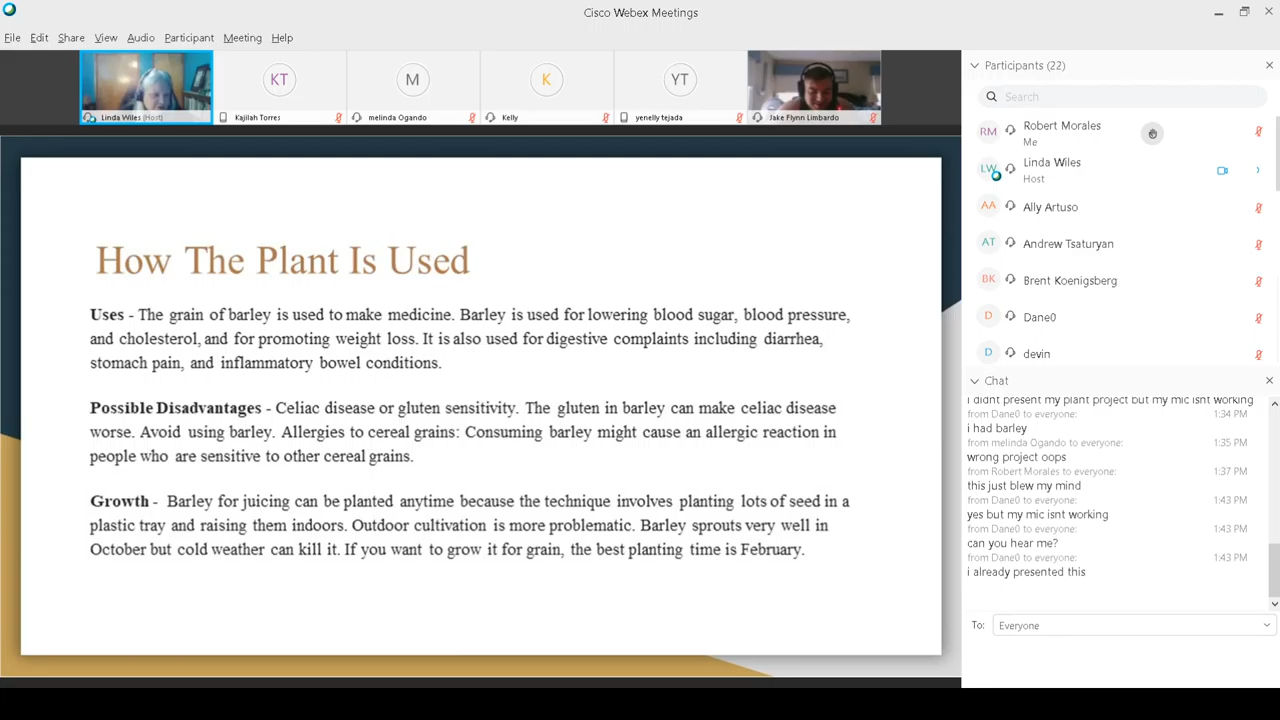 Cisco Webex Meetings
File Edit Share View Audio Participant Meeting Help
Linda Wiles (Host)
KT
Kajilah Torres
M
melinda Ogando
K
Kelly
YT
yenelly tejada
Jake Flynn Limbardo
How The Plant Is Used
Uses - The grain of barley is used to make medicine. Barley is used for lowering blood sugar, blood pressure,
and cholesterol, and for promoting weight loss. It is also used for digestive complaints including diarrhea,
stomach pain, and inflammatory bowel conditions.
Possible Disadvantages - Celiac disease or gluten sensitivity. The gluten in barley can make celiac disease
worse. Avoid using barley. Allergies to cereal grains: Consuming barley might cause an allergic reaction in
people who are sensitive to other cereal grains.
Growth - Barley for juicing can be planted anytime because the technique involves planting lots of seed in a
plastic tray and raising them indoors. Outdoor cultivation is more problematic. Barley sprouts very well in
October but cold weather can kill it. If you want to grow it for grain, the best planting time is February.
Participants (22)
Search
RM Robert Morales
Me
LW Linda Wiles
Host
AA Ally Artuso
AT Andrew Tsaturyan
BK Brent Koenigsberg
D Dane0
D devin
Chat
i didnt present my plant project but my mic isnt working
from Dane0 to everyone: 1:34 PM
i had barley
from melinda Ogando to everyone: 1:35 PM
wrong project oops
from Robert Morales to everyone: 1:37 PM
this just blew my mind
from Dane0 to everyone: 1:43 PM
yes but my mic isnt working
from Dane0 to everyone: 1:43 PM
can you hear me?
from Dane0 to everyone: 1:43 PM
i already presented this
To: Everyone